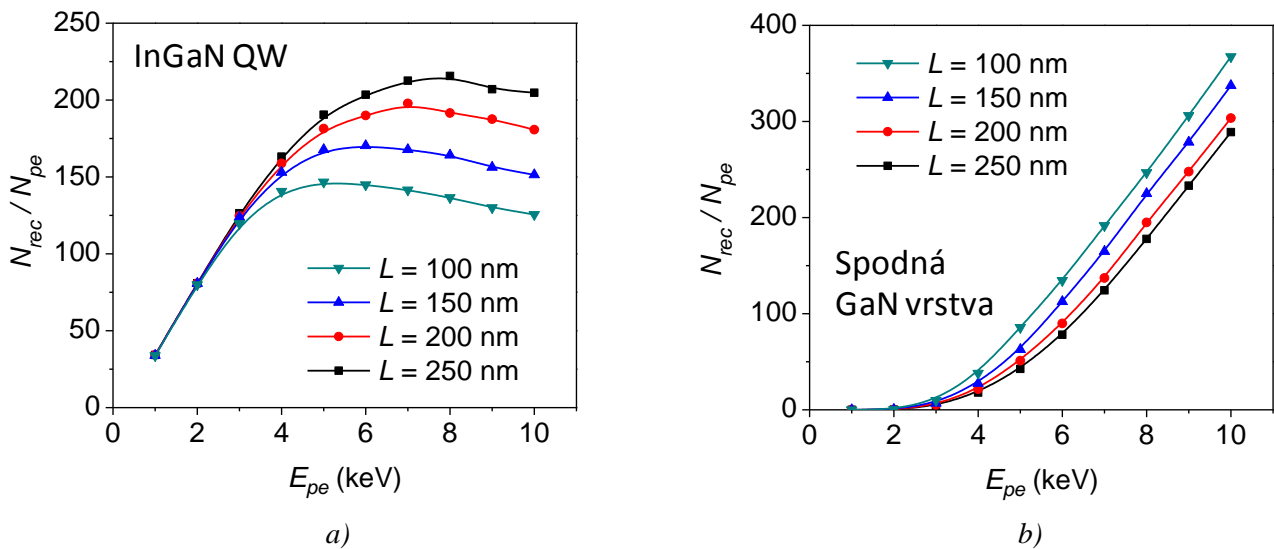 InGaN QW
L = 100 nm
L = 150 nm
L = 200 nm
L = 250 nm
N_rec / N_pe
250
200
150
100
50
0
0 2 4 6 8 10
E_pe (keV)
a)
L = 100 nm
L = 150 nm
L = 200 nm
L = 250 nm
Spodná
GaN vrstva
N_rec / N_pe
400
300
200
100
0
0 2 4 6 8 10
E_pe (keV)
b)